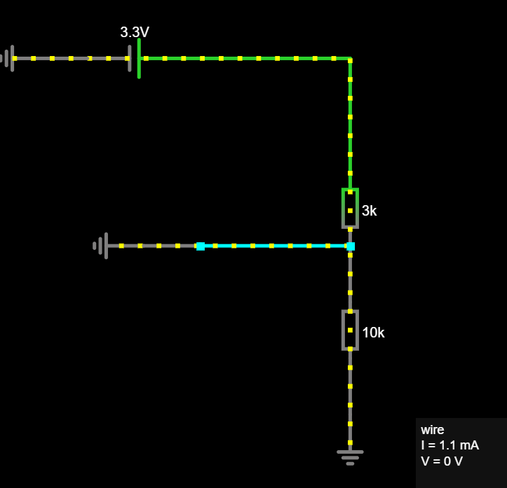 3.3V
3k
10k
wire
I = 1.1 mA
V = 0 V